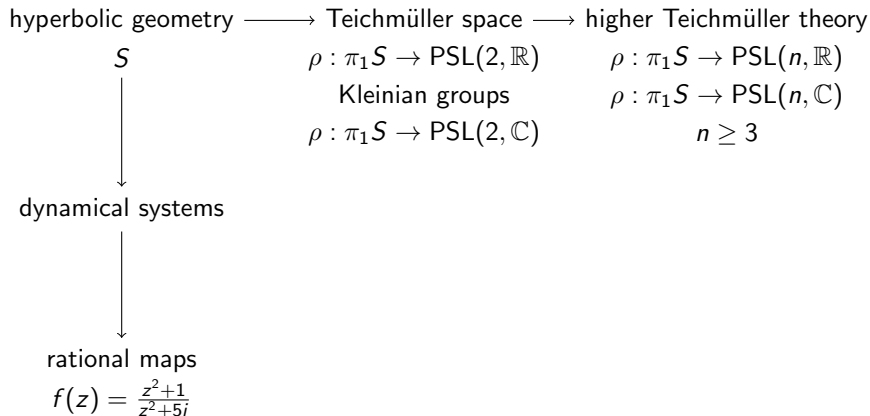 hyperbolic geometry → Teichmüller space → higher Teichmüller theory
S ρ : π₁S → PSL(2, ℝ) ρ : π₁S → PSL(n, ℝ)
Kleinian groups ρ : π₁S → PSL(n, ℂ)
ρ : π₁S → PSL(2, ℂ) n ≥ 3
dynamical systems
rational maps
f(z) = \frac{z²+1}{z²+5i}